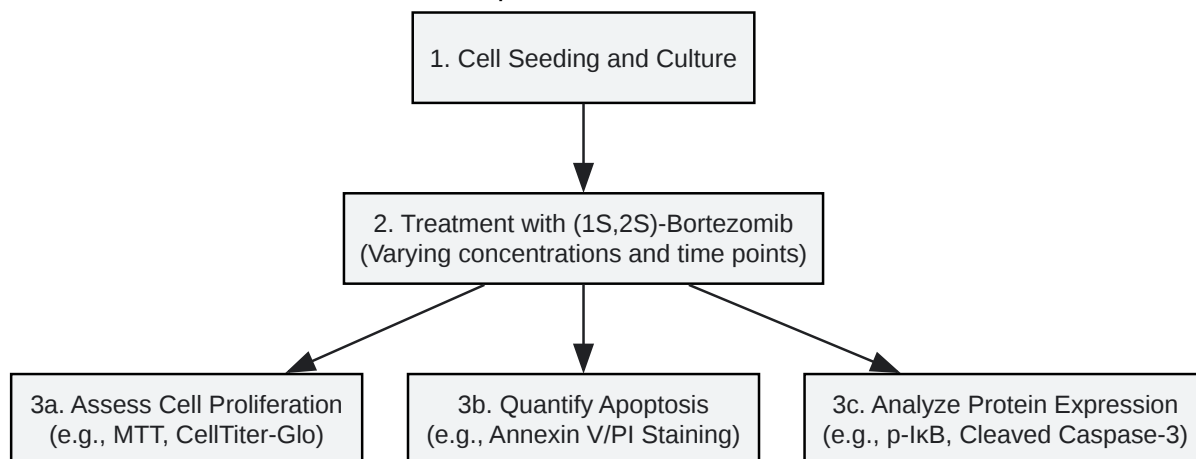 1. Cell Seeding and Culture
2. Treatment with (1S,2S)-Bortezomib
(Varying concentrations and time points)
3a. Assess Cell Proliferation
(e.g., MTT, CellTiter-Glo)
3b. Quantify Apoptosis
(e.g., Annexin V/PI Staining)
3c. Analyze Protein Expression
(e.g., p-IκB, Cleaved Caspase-3)